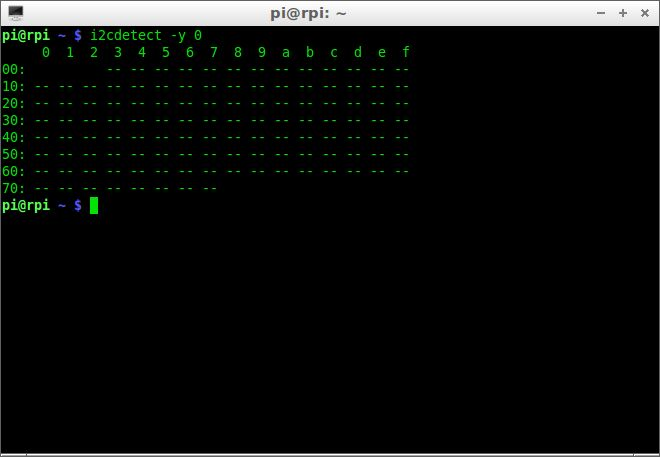 pi@rpi: ~
pi@rpi ~ $ i2cdetect -y 0
     0  1  2  3  4  5  6  7  8  9  a  b  c  d  e  f
00:          -- -- -- -- -- -- -- -- -- -- -- -- --
10: -- -- -- -- -- -- -- -- -- -- -- -- -- -- -- --
20: -- -- -- -- -- -- -- -- -- -- -- -- -- -- -- --
30: -- -- -- -- -- -- -- -- -- -- -- -- -- -- -- --
40: -- -- -- -- -- -- -- -- -- -- -- -- -- -- -- --
50: -- -- -- -- -- -- -- -- -- -- -- -- -- -- -- --
60: -- -- -- -- -- -- -- -- -- -- -- -- -- -- -- --
70: -- -- -- -- -- -- -- --
pi@rpi ~ $